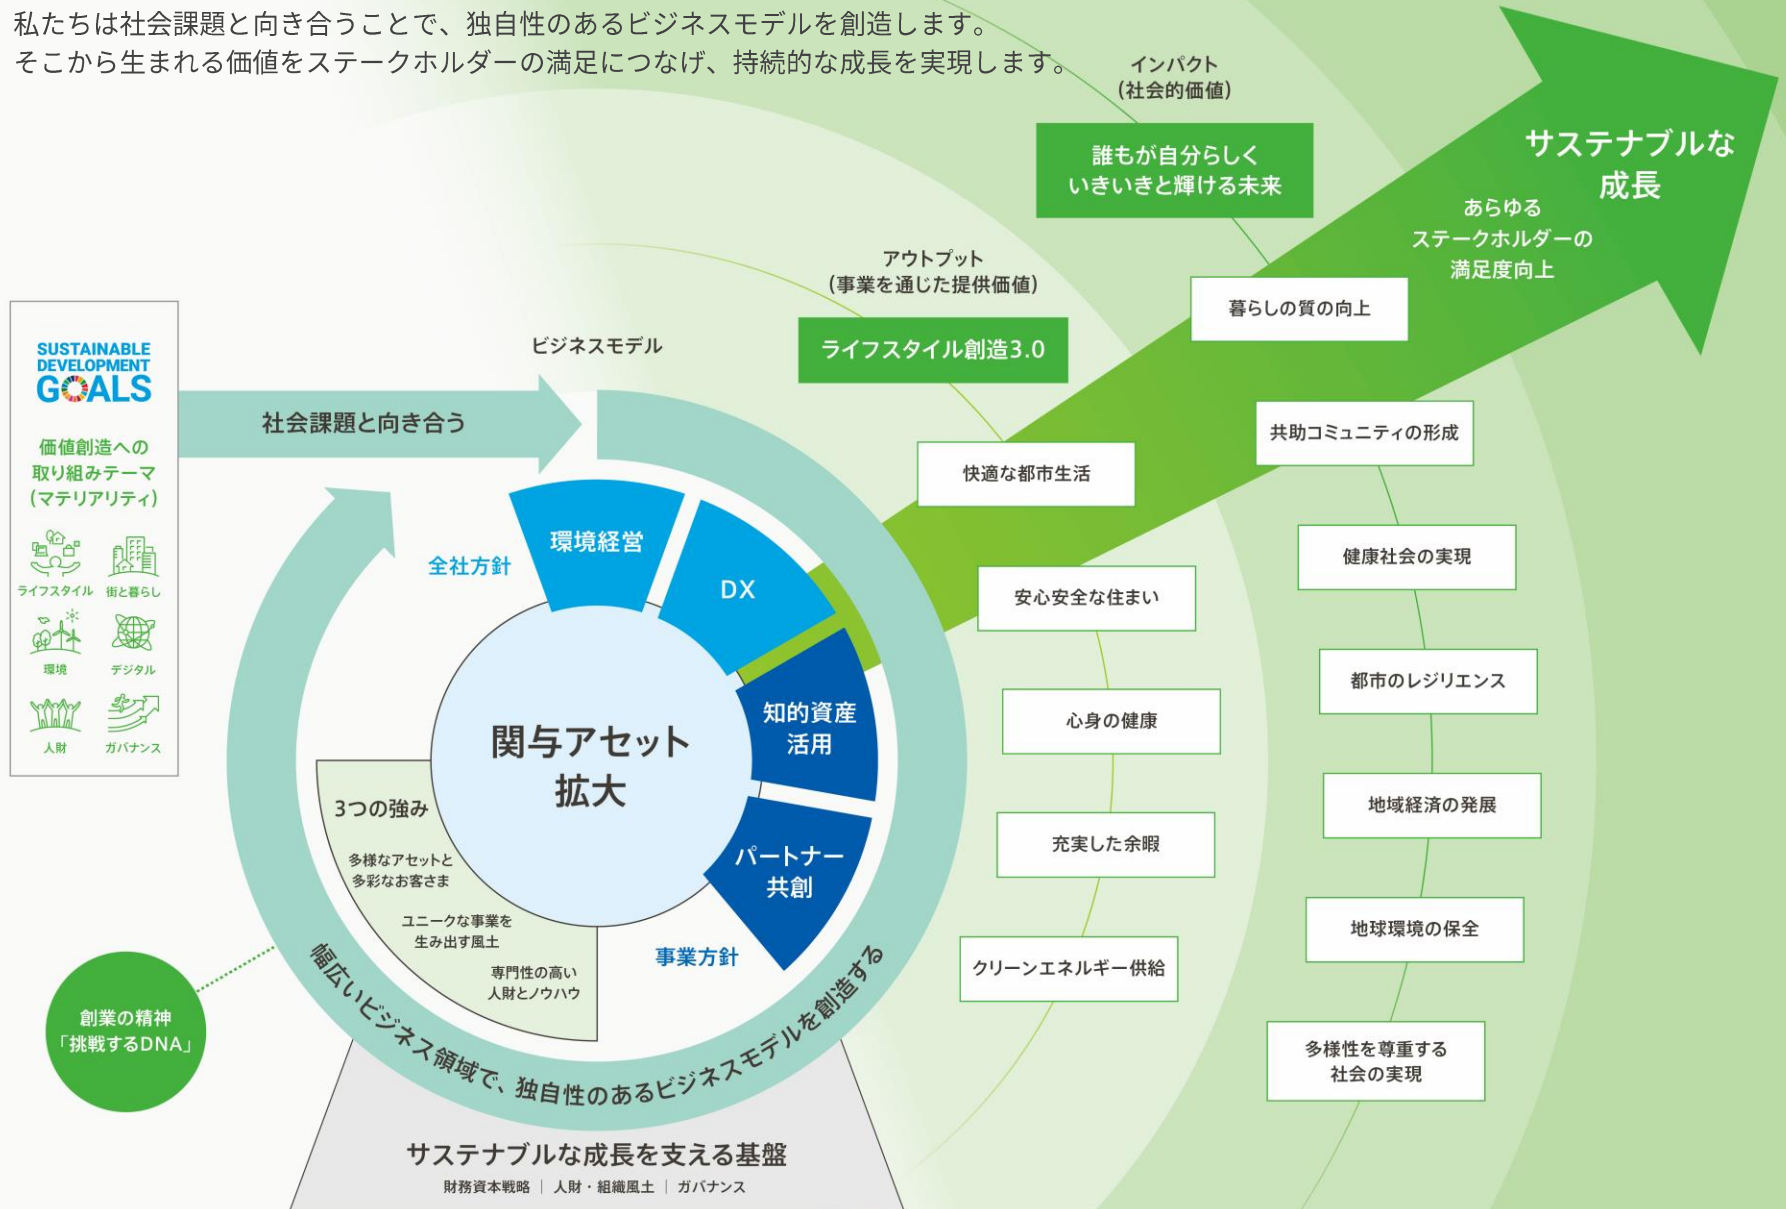 私たちは社会課題と向き合うことで、独自性のあるビジネスモデルを創造します。
そこから生まれる価値をステークホルダーの満足につなげ、持続的な成長を実現します。
SUSTAINABLE
DEVELOPMENT
GOALS
価値創造への
取り組みテーマ
(マテリアリティ)
ライフスタイル
街と暮らし
環境
デジタル
人財
ガバナンス
社会課題と向き合う
ビジネスモデル
全社方針
環境経営
DX
知的資産
活用
パートナー
共創
事業方針
関与アセット
拡大
3つの強み
多様なアセットと
多彩なお客さま
ユニークな事業を
生み出す風土
専門性の高い
人財とノウハウ
幅広いビジネス領域で、独自性のあるビジネスモデルを創造する
創業の精神
「挑戦するDNA」
サステナブルな成長を支える基盤
財務資本戦略｜人財・組織風土｜ガバナンス
アウトプット
(事業を通じた提供価値)
ライフスタイル創造3.0
快適な都市生活
安心安全な住まい
心身の健康
充実した余暇
クリーンエネルギー供給
インパクト
(社会的価値)
誰もが自分らしく
いきいきと輝ける未来
暮らしの質の向上
共助コミュニティの形成
健康社会の実現
都市のレジリエンス
地域経済の発展
地球環境の保全
多様性を尊重する
社会の実現
サステナブルな
成長
あらゆる
ステークホルダーの
満足度向上